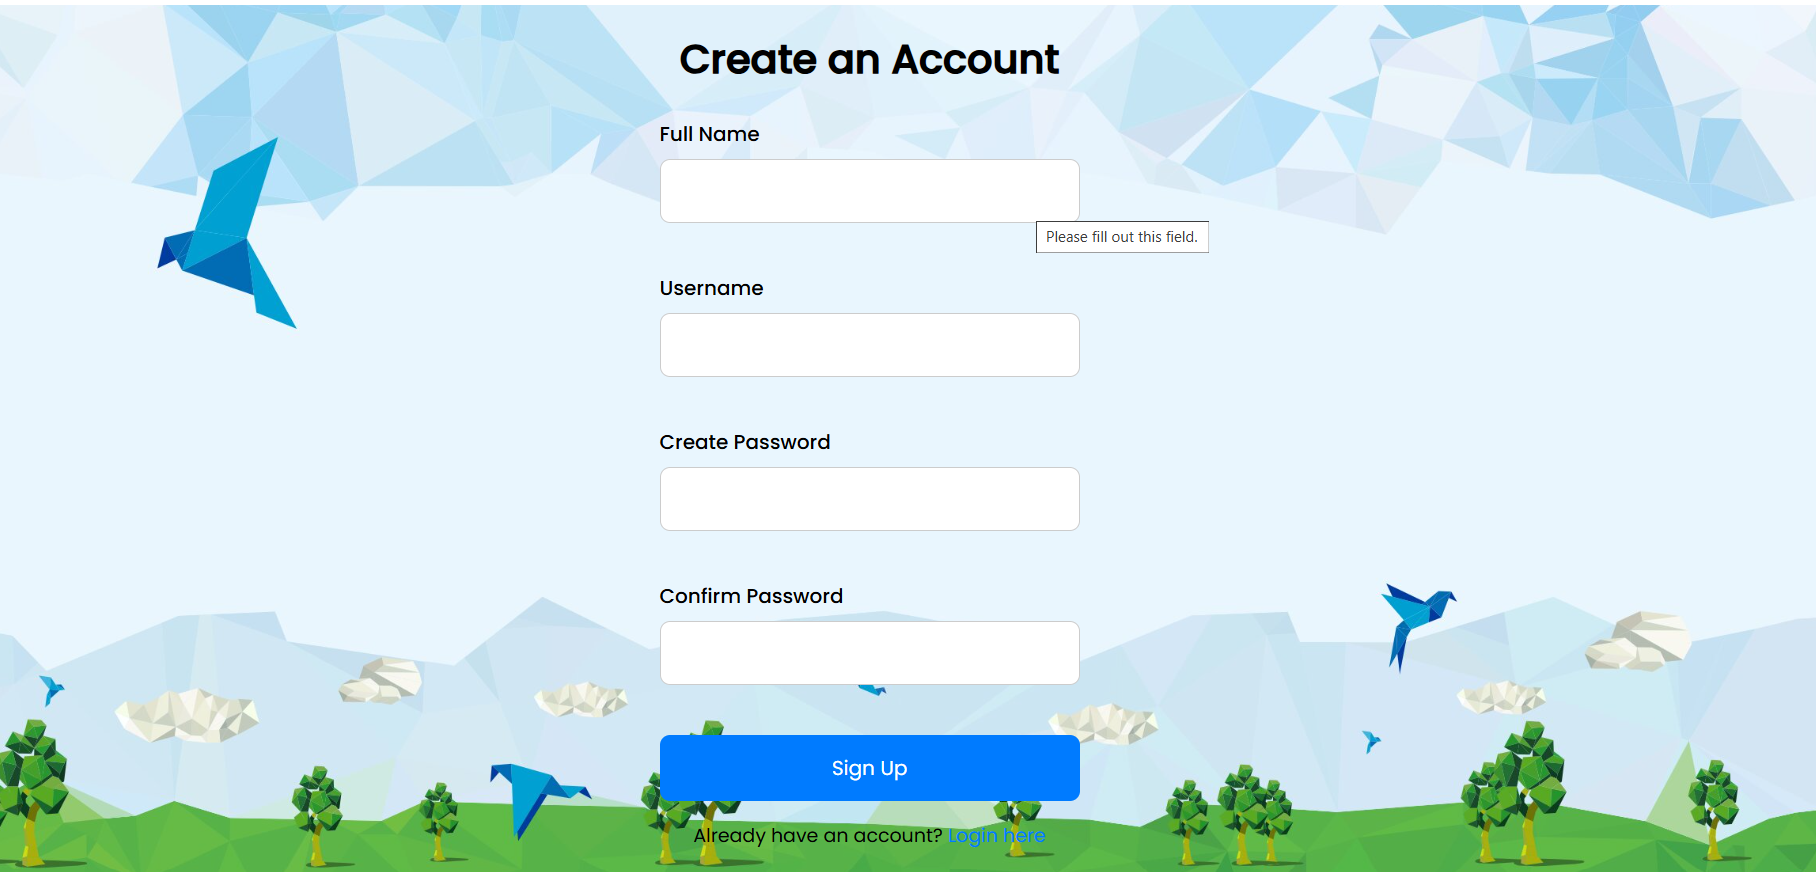 Create an Account
Full Name
Please fill out this field.
Username
Create Password
Confirm Password
Sign Up
Already have an account? Login here